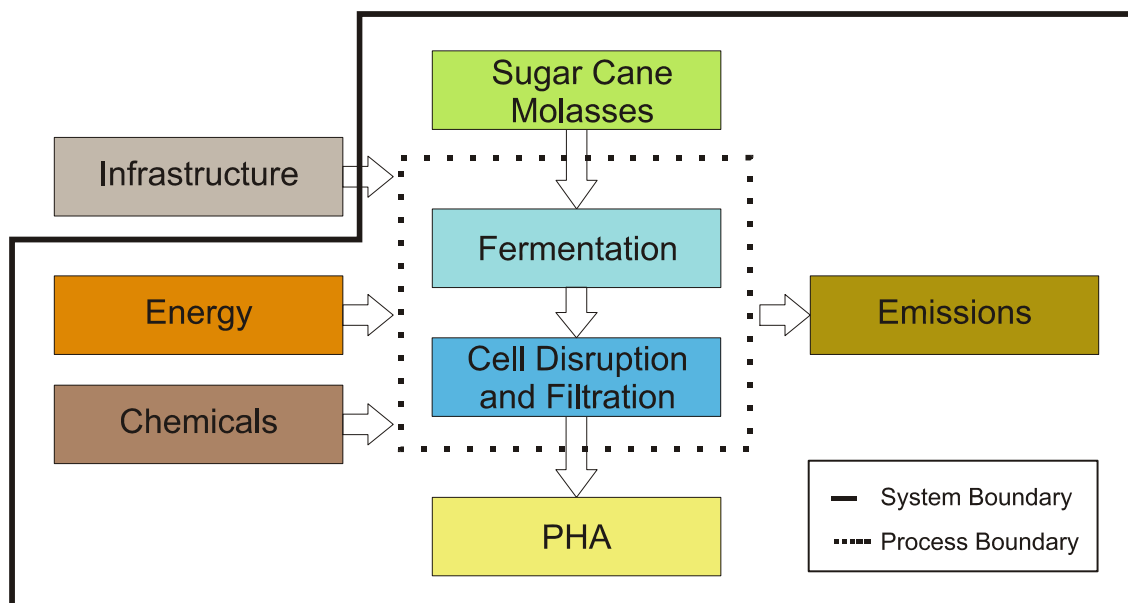 Sugar Cane
Molasses
Infrastructure
Fermentation
Energy
Emissions
Cell Disruption
and Filtration
Chemicals
PHA
System Boundary
Process Boundary